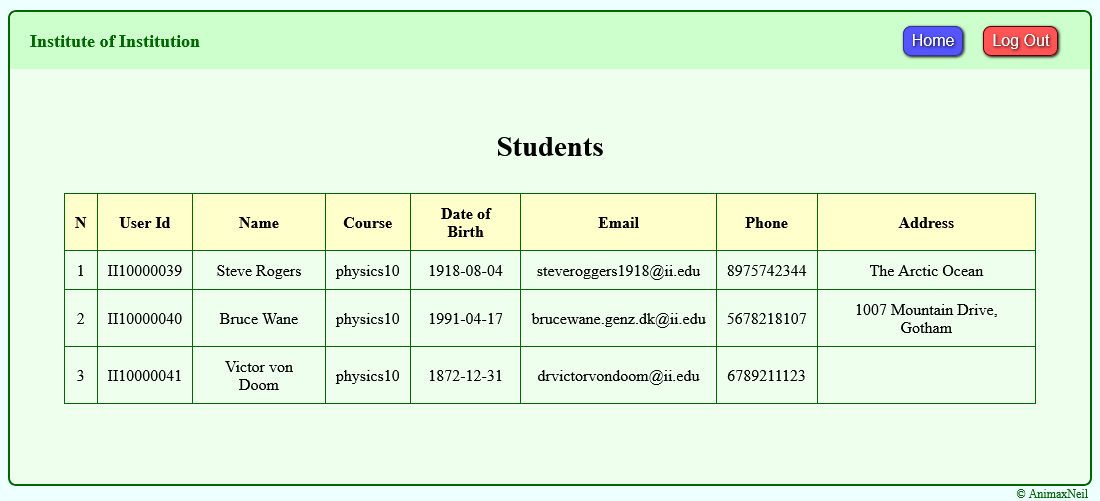 Institute of Institution
Home
Log Out
Students
N User Id Name Course Date of Birth Email Phone Address
1 II10000039 Steve Rogers physics10 1918-08-04 steveroggers1918@ii.edu 8975742344 The Arctic Ocean
2 II10000040 Bruce Wane physics10 1991-04-17 brucewane.genz.dk@ii.edu 5678218107 1007 Mountain Drive, Gotham
3 II10000041 Victor von Doom physics10 1872-12-31 drvictorvondoom@ii.edu 6789211123
© AnimaxNeil